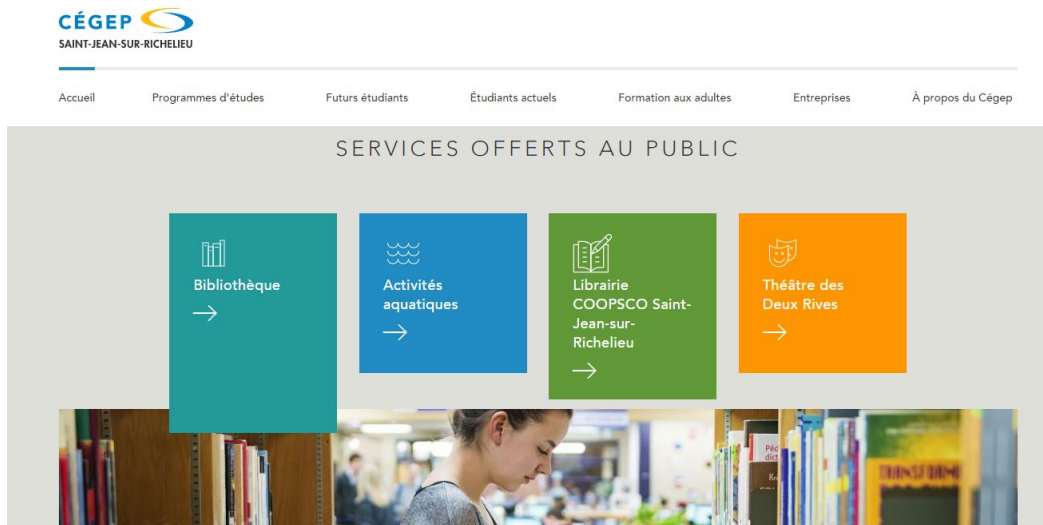 CÉGEP
SAINT-JEAN-SUR-RICHELIEU
Accueil Programmes d'études Futurs étudiants Étudiants actuels Formation aux adultes Entreprises À propos du Cégep
SERVICES OFFERTS AU PUBLIC
Bibliothèque
Activités
aquatiques
Librairie
COOPSCO Saint-
Jean-sur-
Richelieu
Théâtre des
Deux Rives